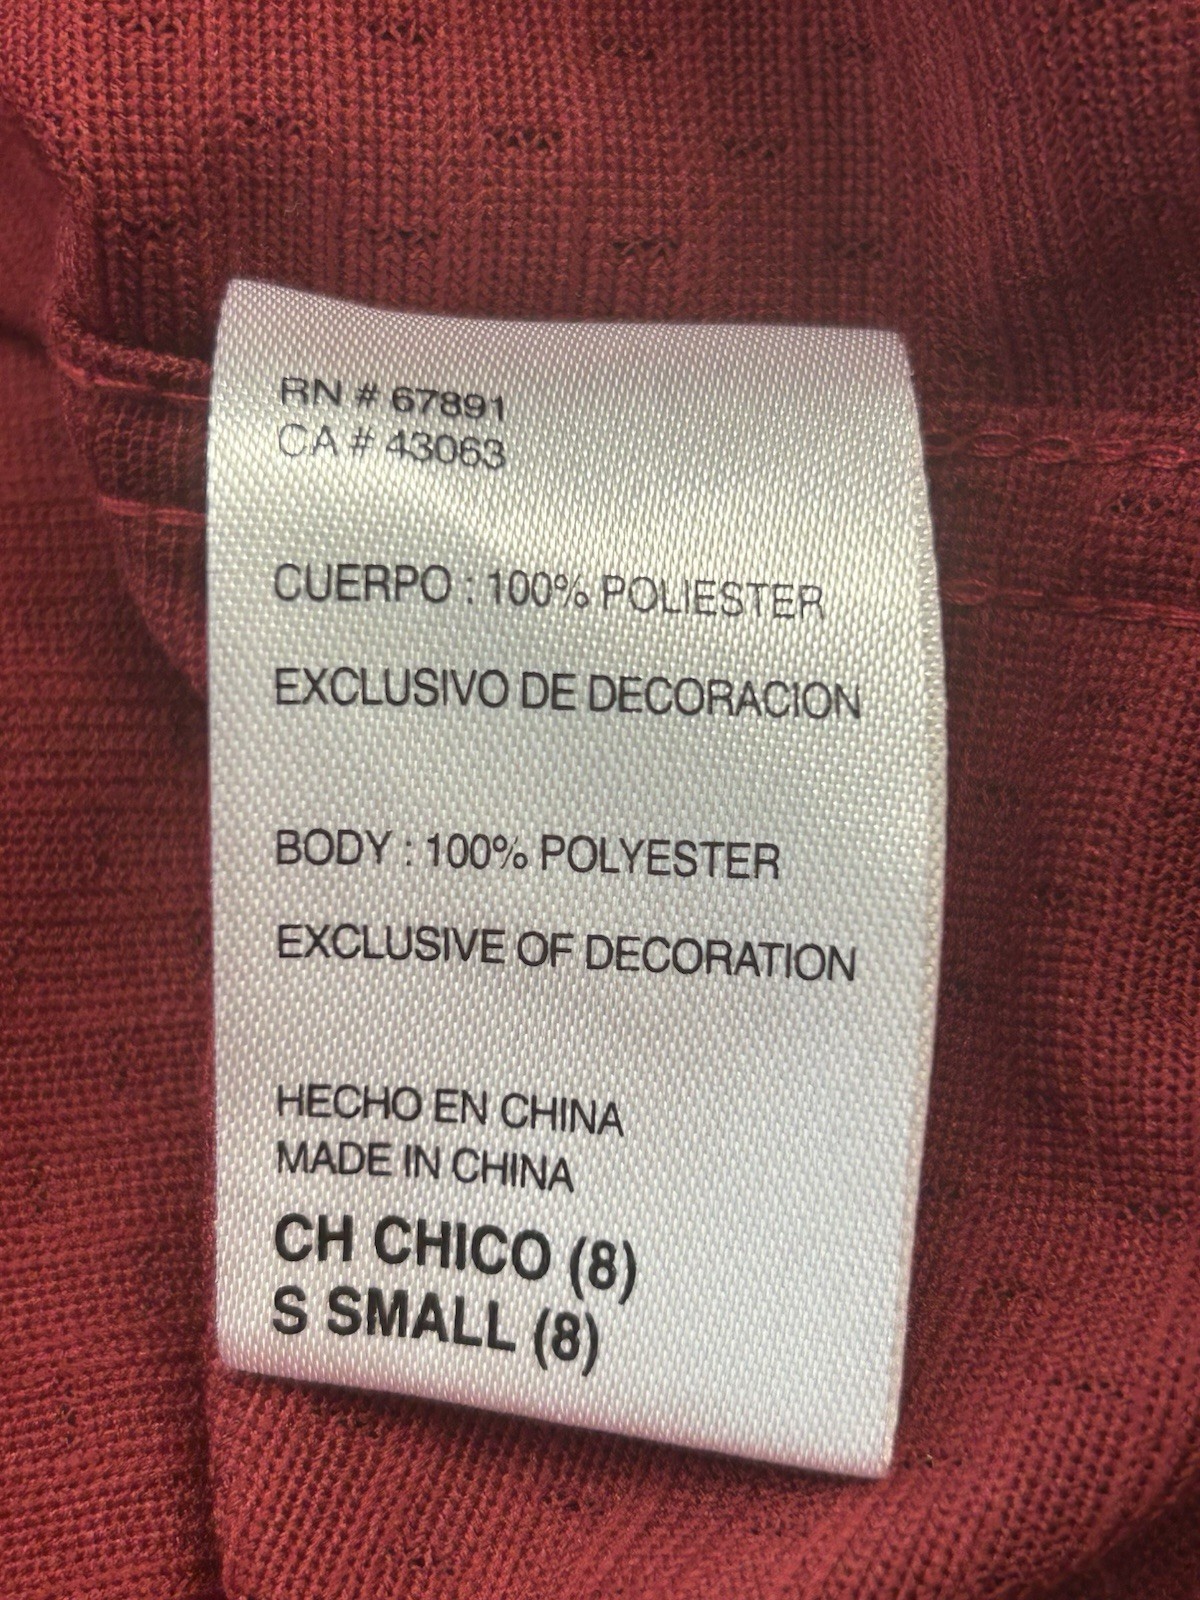 RN # 67891
CA # 43063
CUERPO : 100% POLIESTER
EXCLUSIVO DE DECORACION
BODY : 100% POLYESTER
EXCLUSIVE OF DECORATION
HECHO EN CHINA
MADE IN CHINA
CH CHICO (8)
S SMALL (8)